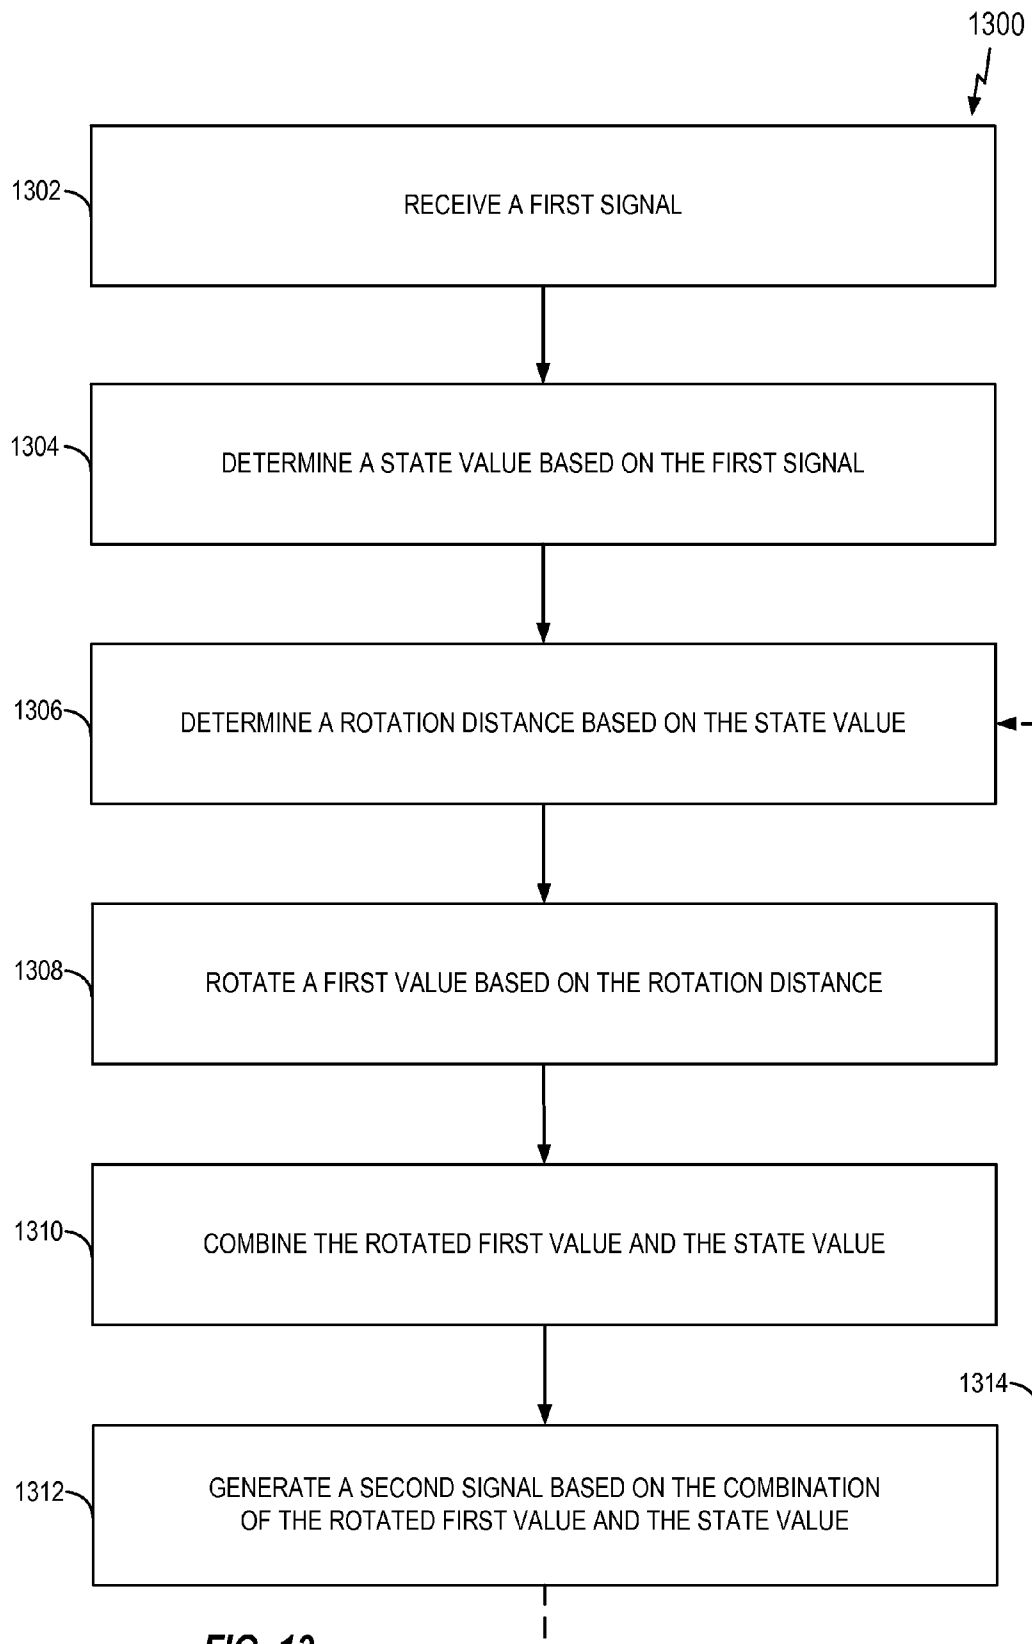 1300
1302
RECEIVE A FIRST SIGNAL
1304
DETERMINE A STATE VALUE BASED ON THE FIRST SIGNAL
1306
DETERMINE A ROTATION DISTANCE BASED ON THE STATE VALUE
1308
ROTATE A FIRST VALUE BASED ON THE ROTATION DISTANCE
1310
COMBINE THE ROTATED FIRST VALUE AND THE STATE VALUE
1314
1312
GENERATE A SECOND SIGNAL BASED ON THE COMBINATION
OF THE ROTATED FIRST VALUE AND THE STATE VALUE
FIG. 13